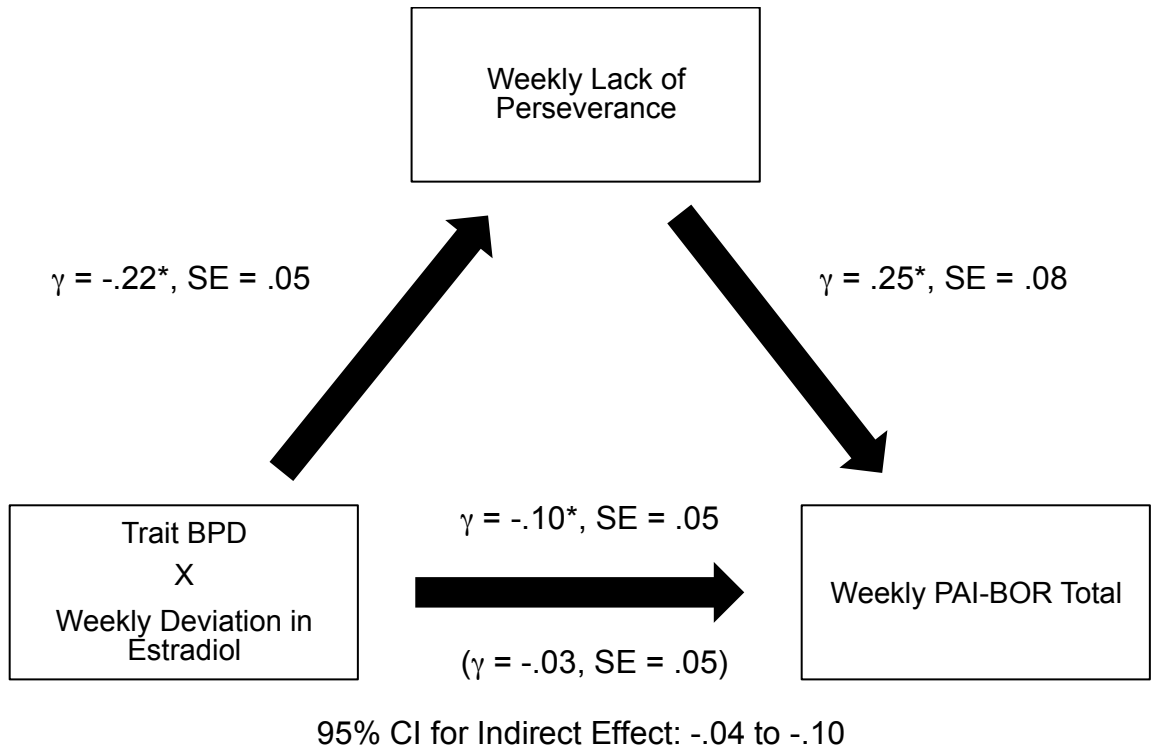 Weekly Lack of
Perseverance
γ = -.22*, SE = .05
γ = .25*, SE = .08
Trait BPD
X
Weekly Deviation in
Estradiol
γ = -.10*, SE = .05
(γ = -.03, SE = .05)
Weekly PAI-BOR Total
95% CI for Indirect Effect: -.04 to -.10